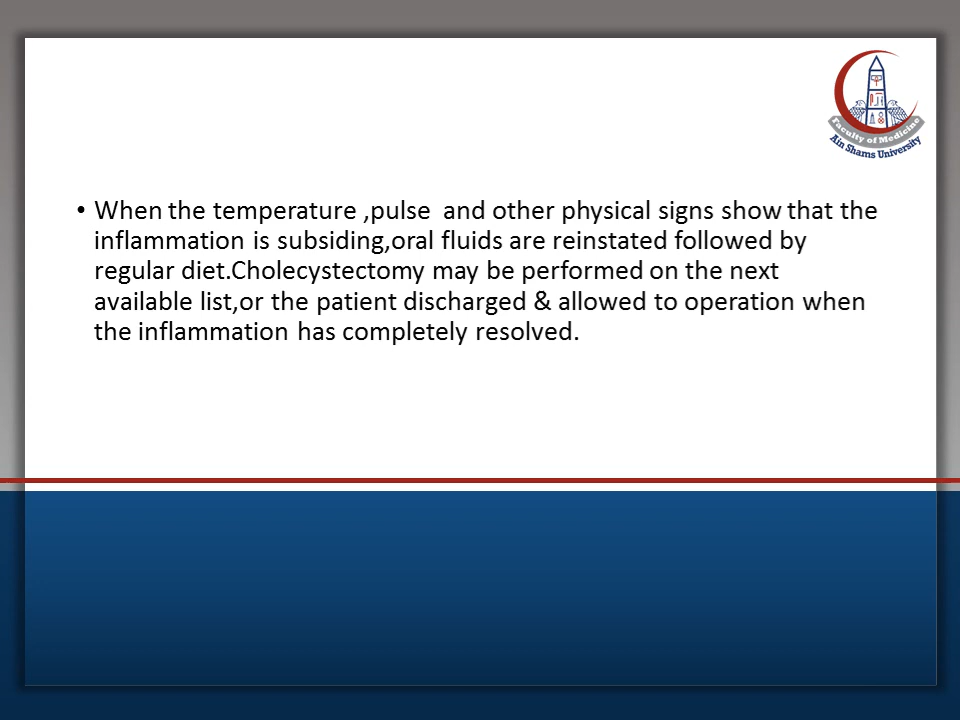 Faculty of Medicine
Ain Shams University
• When the temperature ,pulse  and other physical signs show that the
inflammation is subsiding,oral fluids are reinstated followed by
regular diet.Cholecystectomy may be performed on the next
available list,or the patient discharged & allowed to operation when
the inflammation has completely resolved.